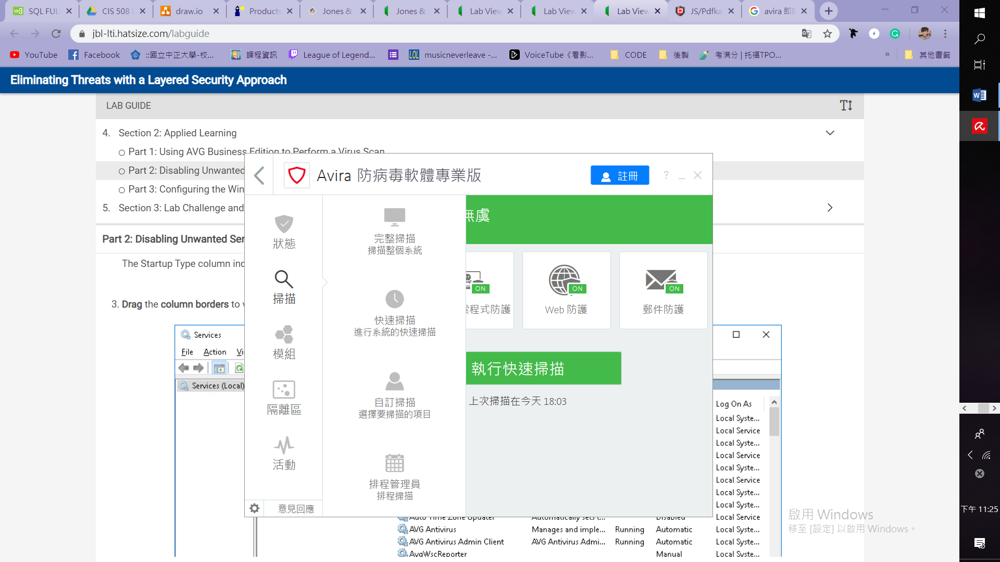 SQL FULL
CIS 508
draw.io
Products
Jones &
Jones &
Lab View
Lab View
Lab View
JS/Pdfka
avira 即時
jbl-lti.hatsize.com/labguide
YouTube
Facebook
::國立中正大學-校...
課程資訊
League of Legend...
musicneverleave -...
VoiceTube《看影...
CODE
後製
考满分 | 托福TPO...
»
其他書籤
Eliminating Threats with a Layered Security Approach
LAB GUIDE
4. Section 2: Applied Learning
Part 1: Using AVG Business Edition to Perform a Virus Scan
Part 2: Disabling Unwanted
Part 3: Configuring the Win
5. Section 3: Lab Challenge and
Part 2: Disabling Unwanted Ser
The Startup Type column ind
3. Drag the column borders to v
Services
File Action Vi
Services (Local)
Avira 防病毒軟體專業版
註冊
?
狀態
掃描
模組
隔離區
活動
意見回應
完整掃描
掃描整個系統
快速掃描
進行系統的快速掃描
自訂掃描
選擇要掃描的項目
排程管理員
排程掃描
無虞
ON
索程式防護
ON
Web 防護
ON
郵件防護
執行快速掃描
上次掃描在今天 18:03
Log On As
Local Syste...
Local Service
Local Syste...
Local Service
Local Syste...
Local Service
Local Syste...
Local Syste...
Auto Time Zone Updater Automatically sets t... Disabled Local Service
AVG Antivirus Manages and imple... Running Automatic Local Syste...
AVG Antivirus Admin Client AVG Antivirus Admi... Running Automatic Local Syste...
AvgWscReporter Manual Local Syste...
啟用 Windows
移至 [設定] 以啟用 Windows。
下午 11:25